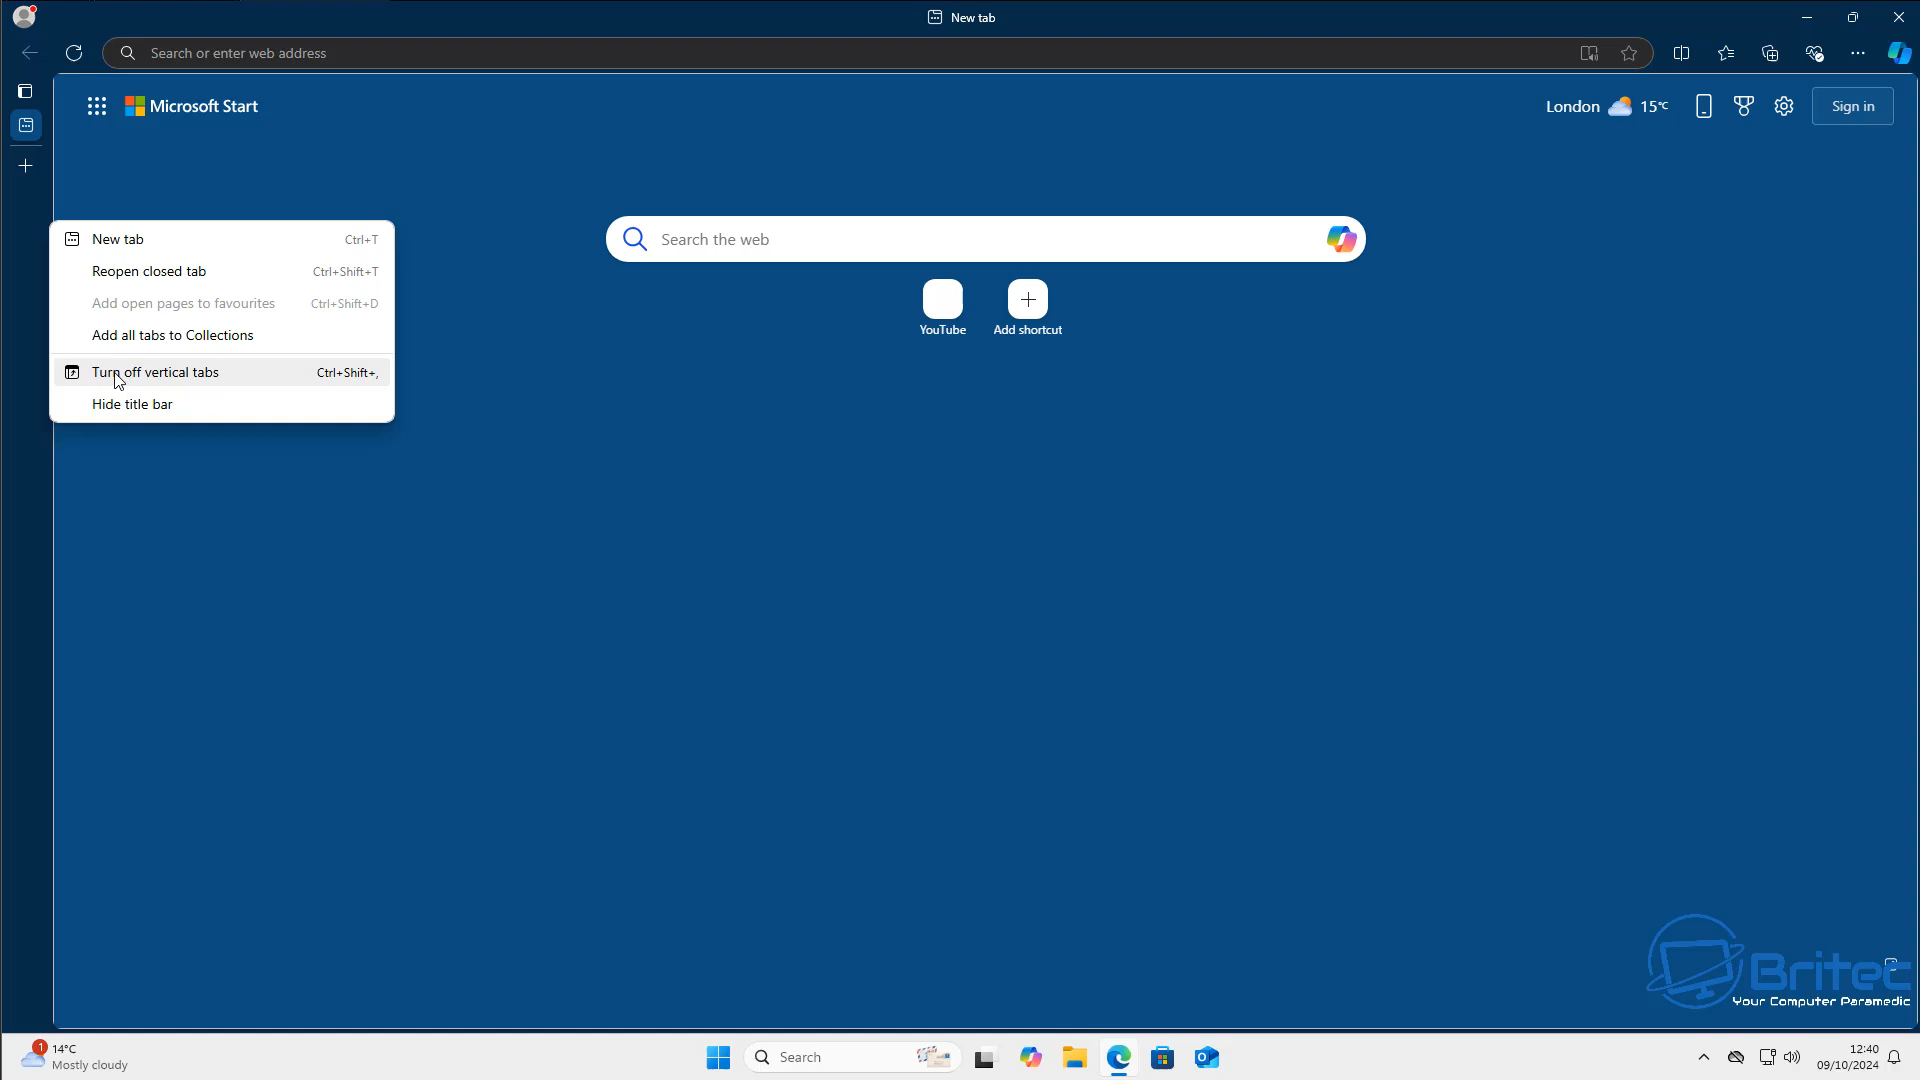 New tab
Search or enter web address
Microsoft Start
London 15°C
Sign in
New tab Ctrl+T
Reopen closed tab Ctrl+Shift+T
Add open pages to favourites Ctrl+Shift+D
Add all tabs to Collections
Turn off vertical tabs Ctrl+Shift+,
Hide title bar
Search the web
YouTube
Add shortcut
Britec
Your Computer Paramedic
1
14°C
Mostly cloudy
Search
12:40
09/10/2024